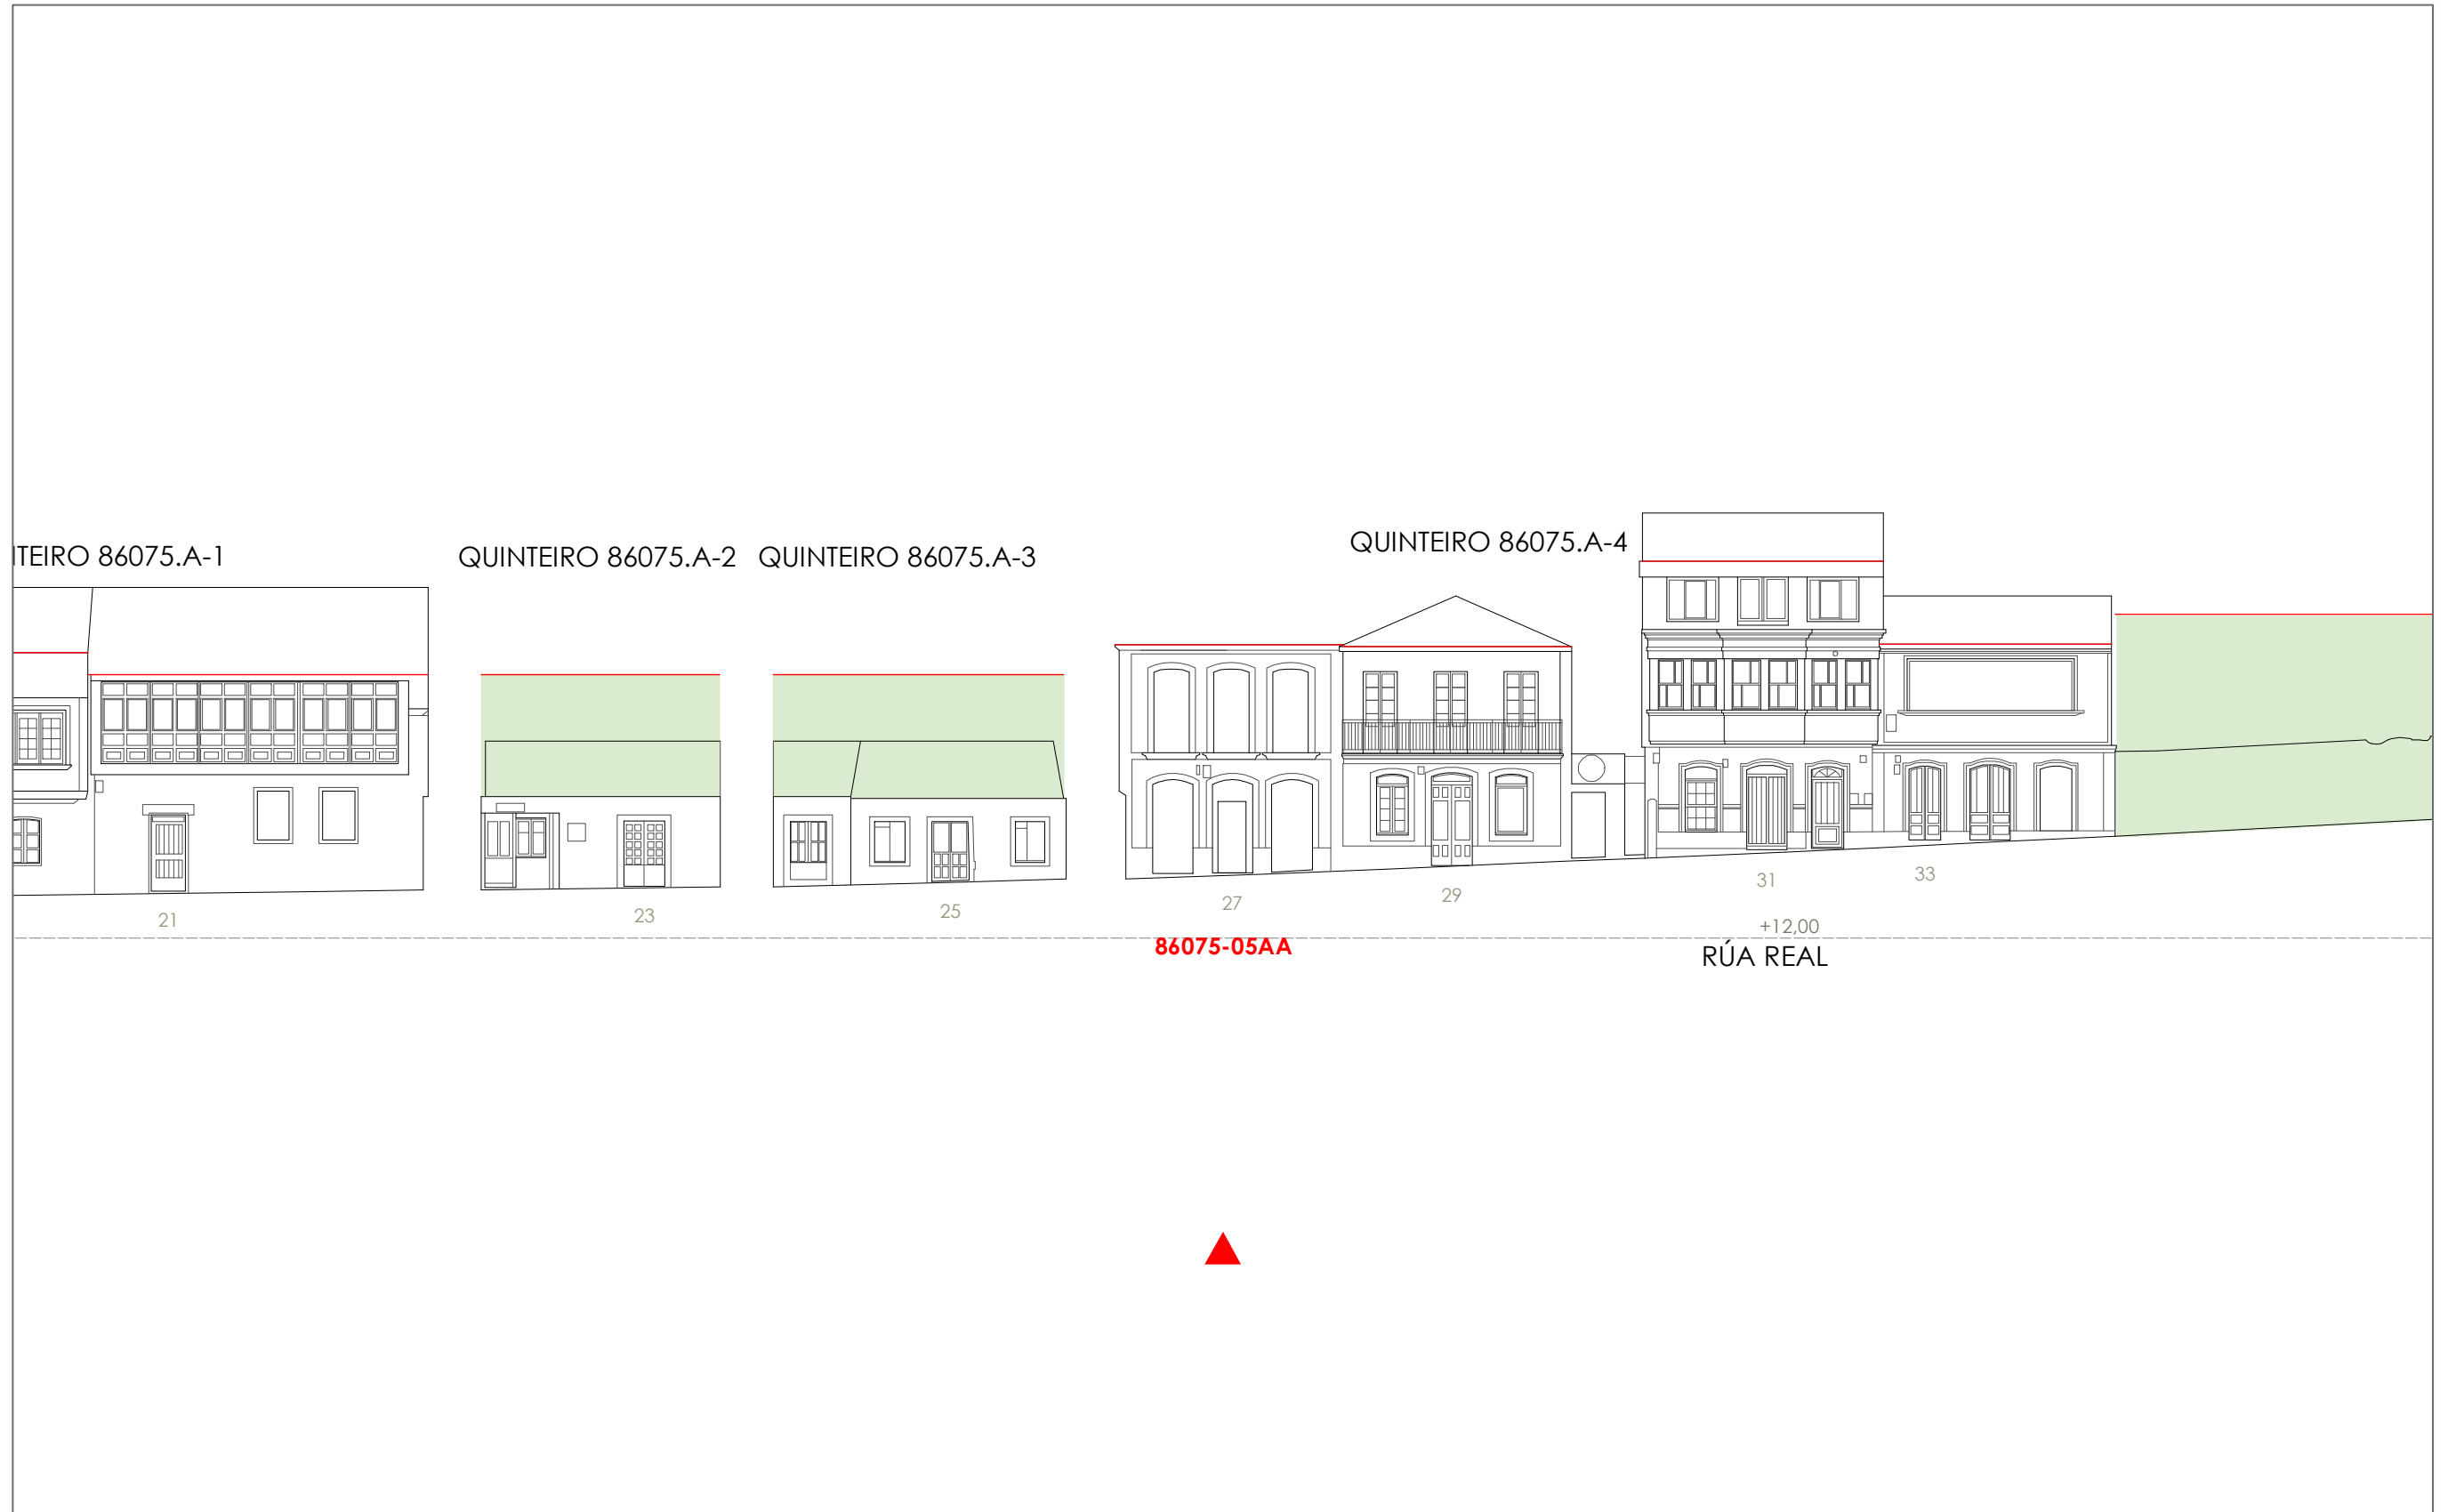 QUINTEIRO 86075.A-4
ITEIRO 86075.A-1
QUINTEIRO 86075.A-2
QUINTEIRO 86075.A-3
21
23
25
27
29
31
33
+12,00
86075-05AA
RÚA REAL